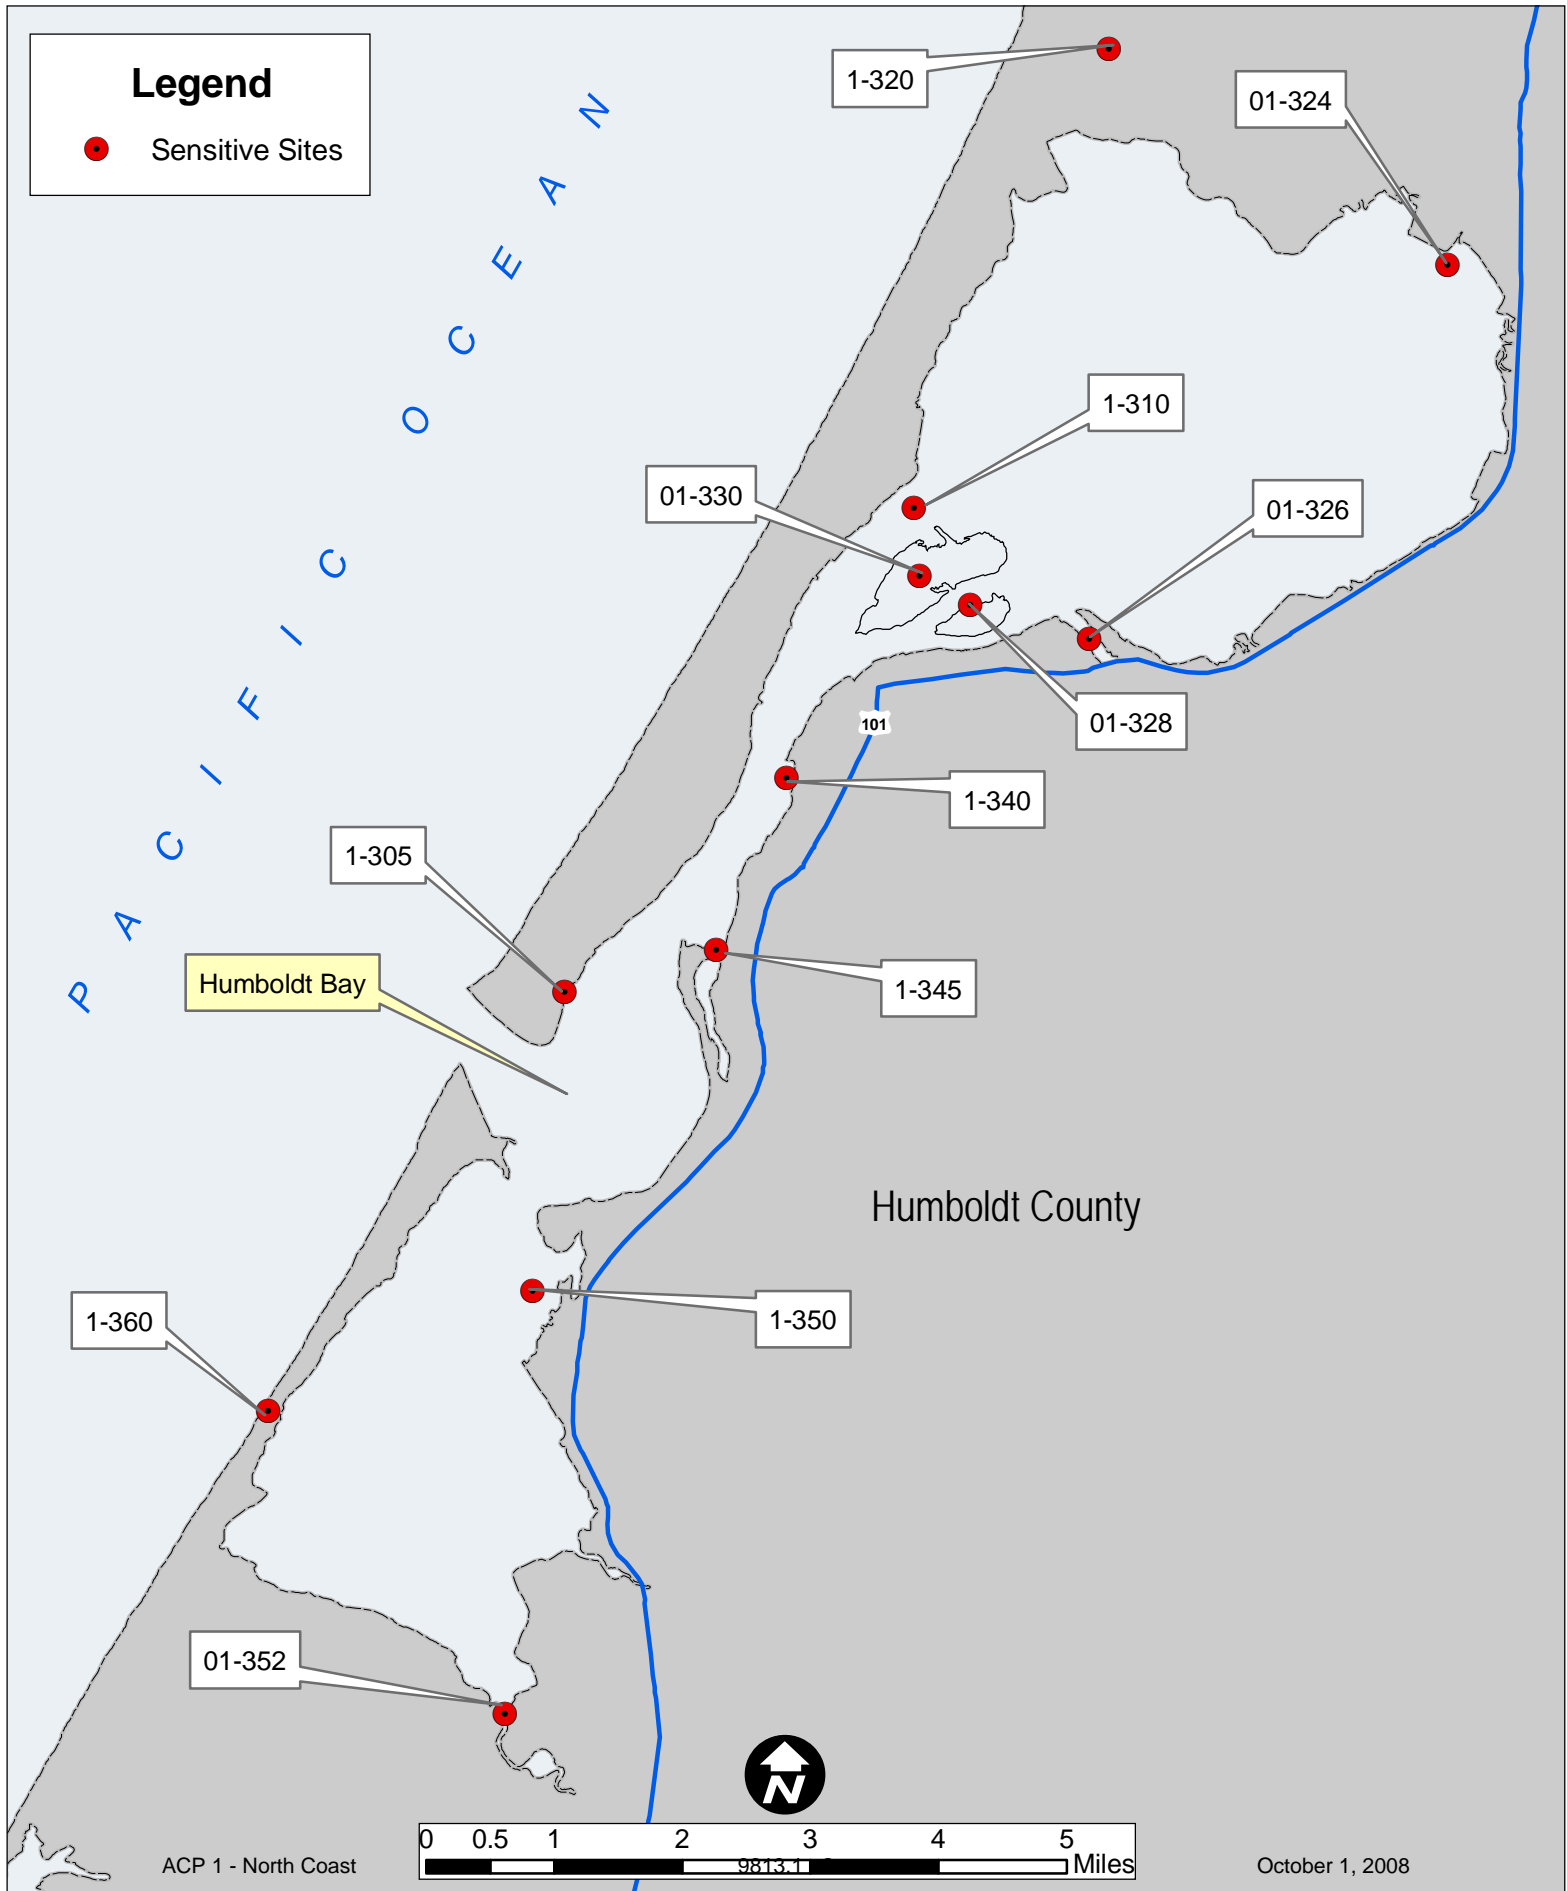 Legend
Sensitive Sites
PACIFIC OCEAN
1-320
01-324
1-310
01-330
01-326
01-328
101
1-340
1-305
Humboldt Bay
1-345
Humboldt County
1-360
1-350
01-352
N
0 0.5 1 2 3 4 5
Miles
ACP 1 - North Coast
October 1, 2008